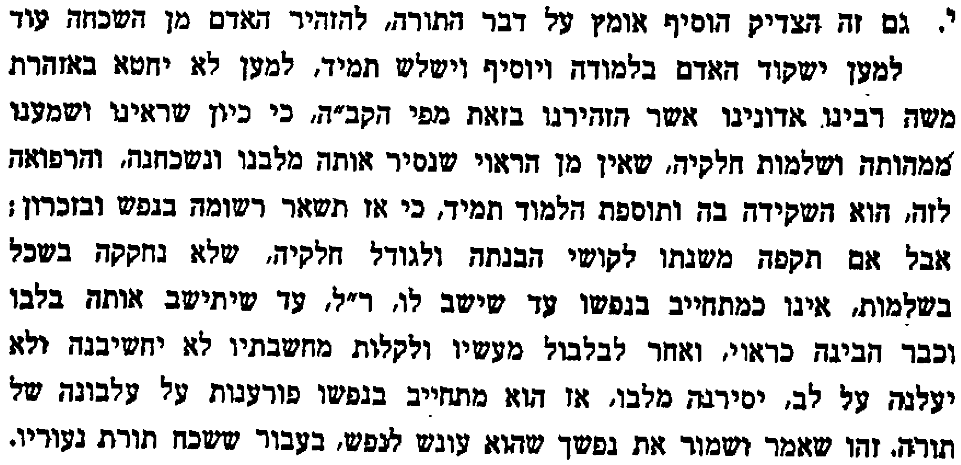 י. גם זה הצדיק הוסיף אומץ על דבר התורה, להזהיר האדם מן השכחה עוד
למען ישקוד האדם בלמודה ויוסיף וישלש תמיד, למען לא יחטא באזהרת
משה רבינו אדונינו אשר הזהירנו בזאת מפי הקב״ה, כי כיון שראינו ושמענו
ממהותה ושלמות חלקיה, שאין מן הראוי שנסיר אותה מלבנו ונשכחנה, והרפואה
לזה, הוא השקידה בה ותוספת הלמוד תמיד, כי אז תשאר רשומה בנפש ובזכרון;
אבל אם תקפה משנתו לקושי הבנתה ולגודל חלקיה, שלא נחקקה בשכל
בשלמות, אינו כמתחייב בנפשו עד שישב לו, ר״ל, עד שיתישב אותה בלבו
וכבר הבינה כראוי, ואחר לבלבול מעשיו ולקלות מחשבתיו לא יחשיבנה ולא
יעלנה על לב, יסירנה מלבו, אז הוא מתחייב בנפשו פורענות על עלבונה של
תורה. זהו שאמר ושמור את נפשך שהוא עונש לנפש, בעבור ששכח תורת נעוריו.